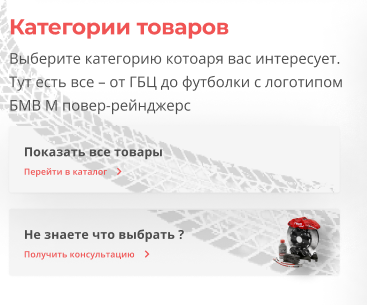 Категории товаров
Выберите категорию котоаря вас интересует.
Тут есть все – от ГБЦ до футболки с логотипом
БМВ М повер-рейнджерс
Показать все товары
Перейти в каталог
Не знаете что выбрать ?
Получить консультацию